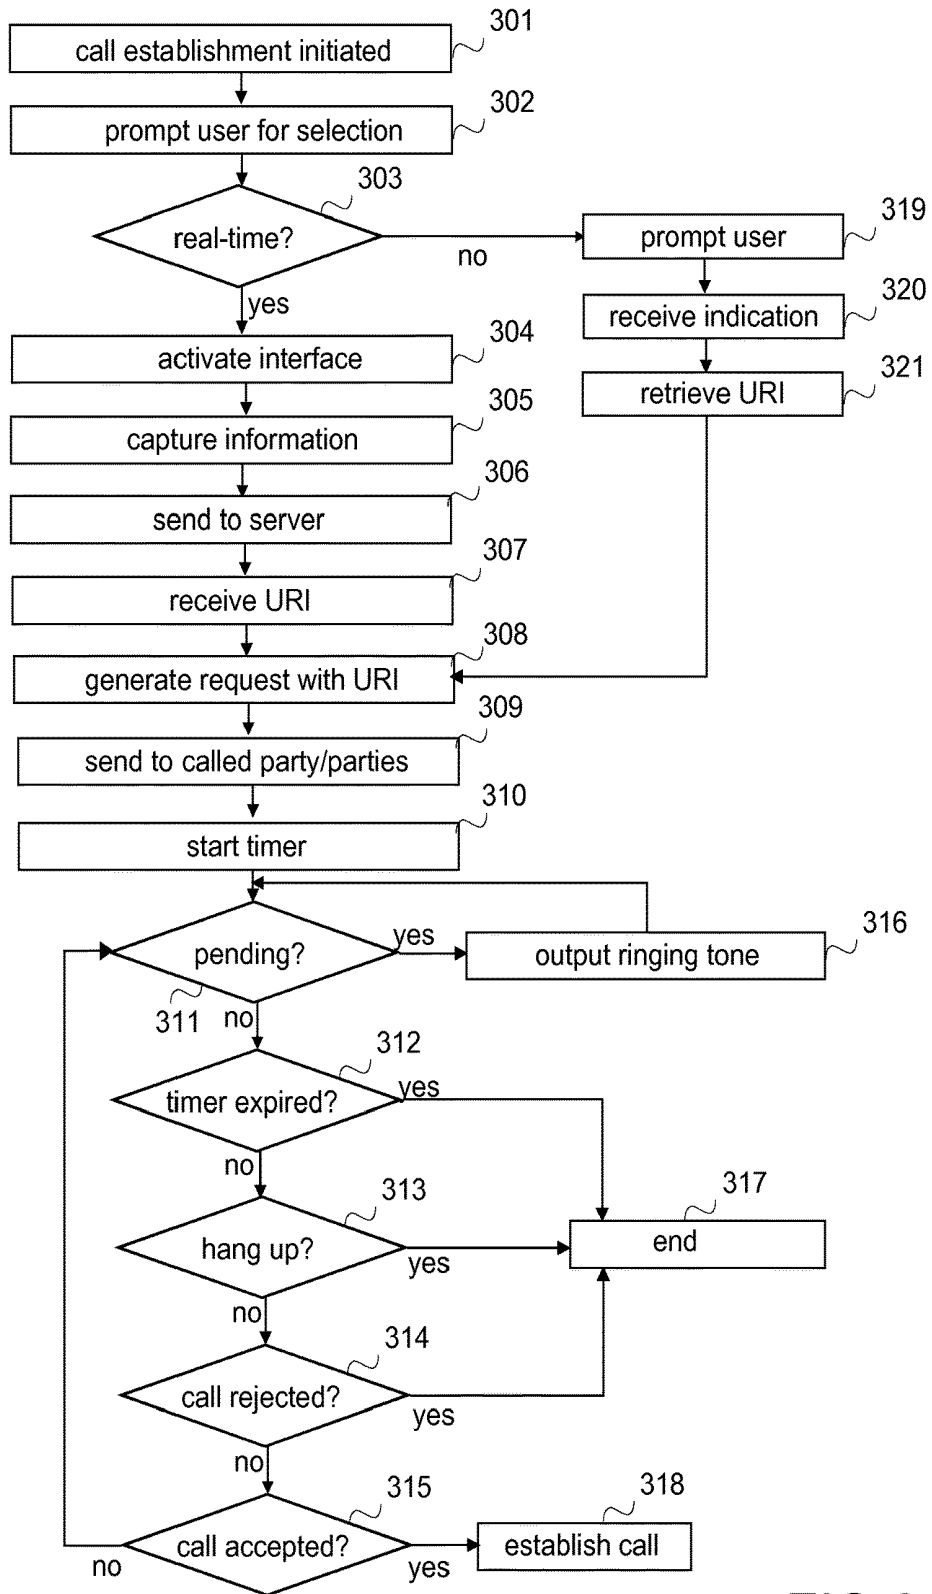 301
call establishment initiated
302
prompt user for selection
303
real-time?
no
yes
319
prompt user
320
receive indication
321
retrieve URI
304
activate interface
305
capture information
306
send to server
307
receive URI
308
generate request with URI
309
send to called party/parties
310
start timer
pending?
yes
316
output ringing tone
311
no
312
timer expired?
yes
no
313
hang up?
yes
317
end
no
314
call rejected?
yes
no
315
call accepted?
no
yes
318
establish call